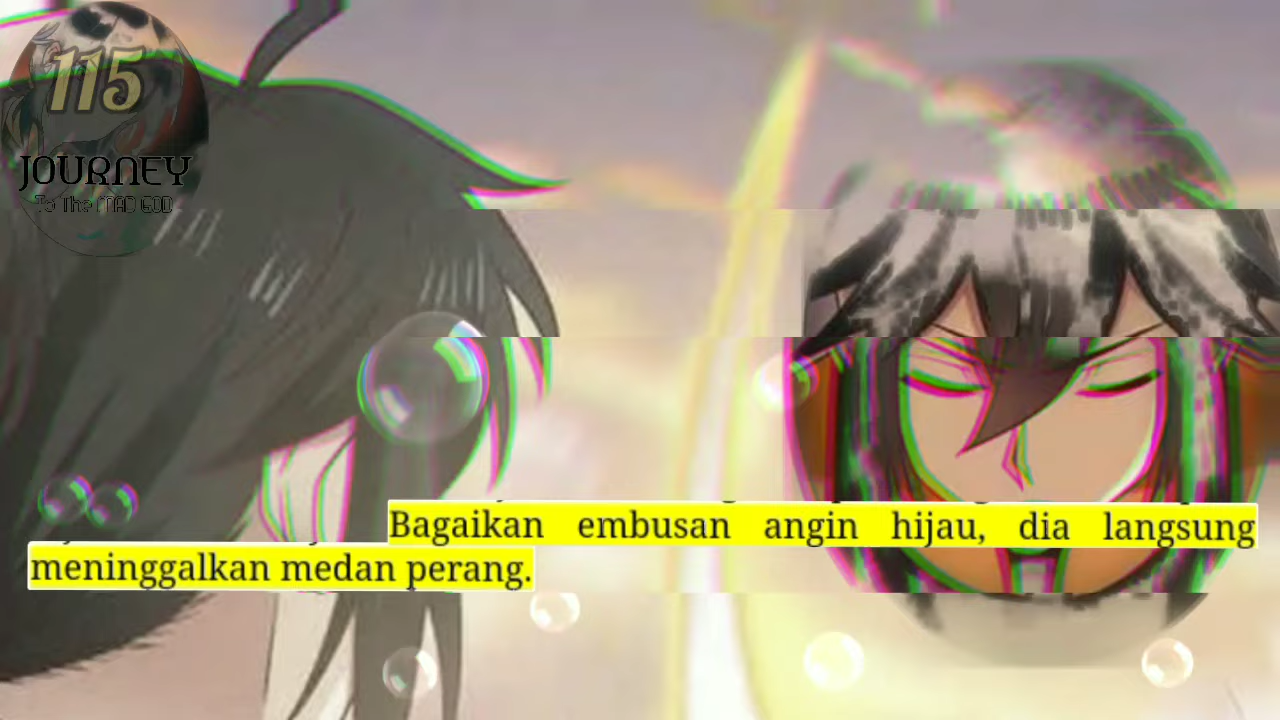 115
JOURNEY
To The MAD GOD
Bagaikan embusan angin hijau, dia langsung
meninggalkan medan perang.